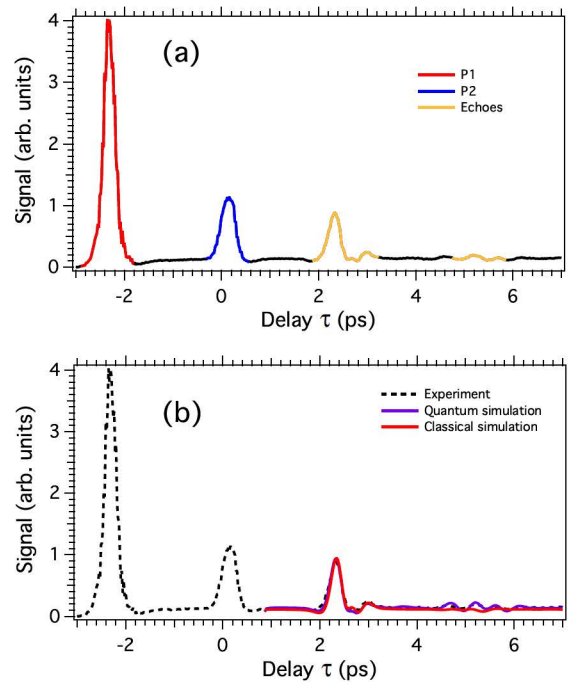 (a)
P1
P2
Echoes
Signal (arb. units)
4
3
2
1
0
-2
0
2
4
6
Delay τ (ps)
(b)
Experiment
Quantum simulation
Classical simulation
Signal (arb. units)
4
3
2
1
0
-2
0
2
4
6
Delay τ (ps)